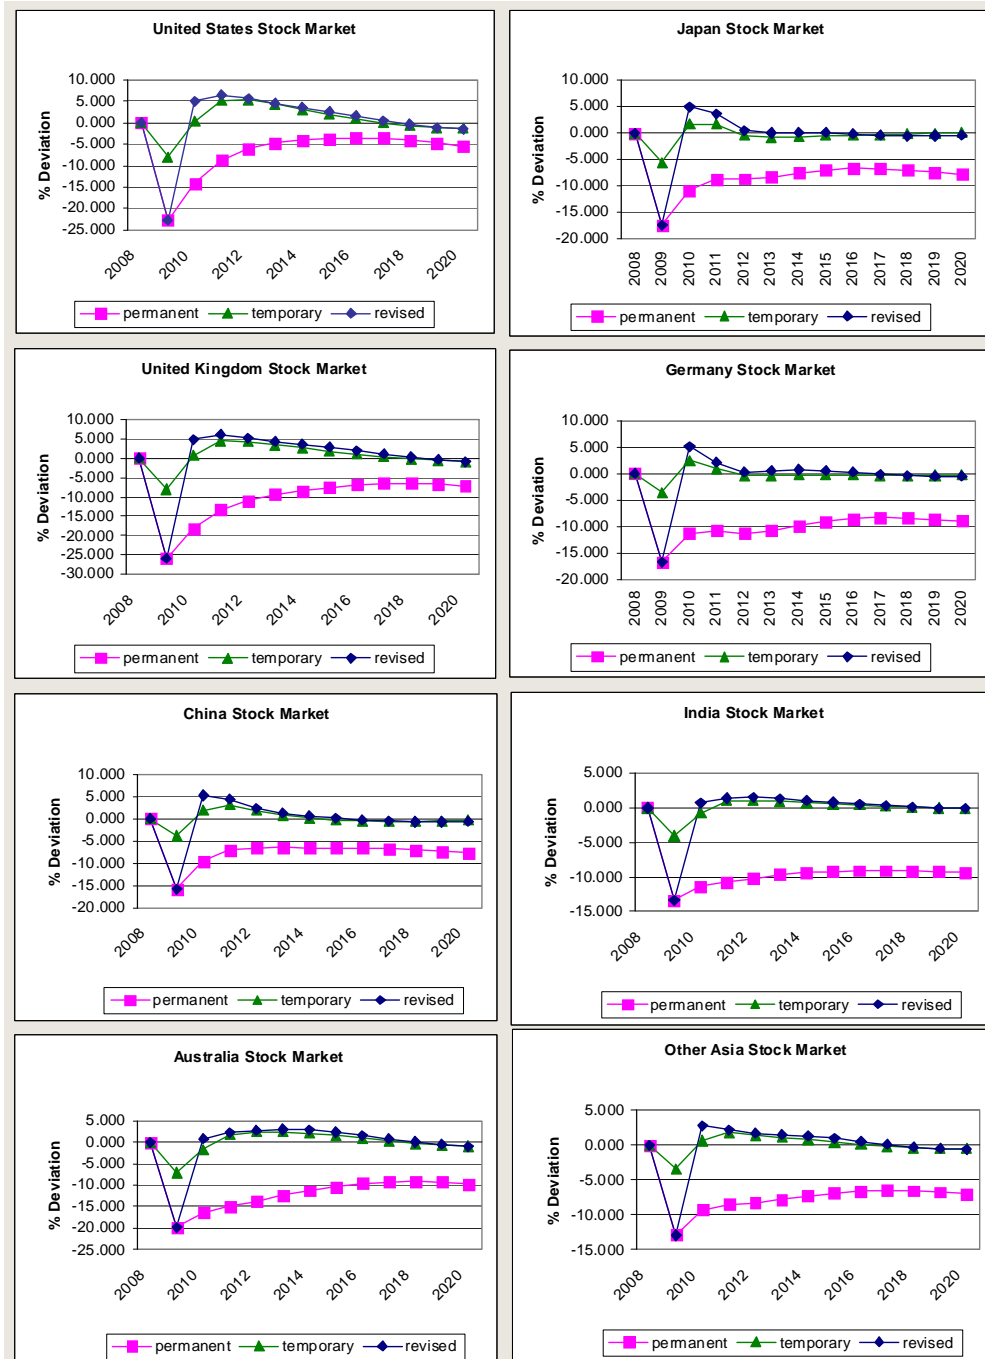 United States Stock Market
% Deviation
10.000
5.000
0.000
-5.000
-10.000
-15.000
-20.000
-25.000
2008 2010 2012 2014 2016 2018 2020
permanent temporary revised
Japan Stock Market
% Deviation
10.000
5.000
0.000
-5.000
-10.000
-15.000
-20.000
2008 2009 2010 2011 2012 2013 2014 2015 2016 2017 2018 2019 2020
permanent temporary revised
United Kingdom Stock Market
% Deviation
10.000
5.000
0.000
-5.000
-10.000
-15.000
-20.000
-25.000
-30.000
2008 2010 2012 2014 2016 2018 2020
permanent temporary revised
Germany Stock Market
% Deviation
10.000
5.000
0.000
-5.000
-10.000
-15.000
-20.000
2008 2009 2010 2011 2012 2013 2014 2015 2016 2017 2018 2019 2020
permanent temporary revised
China Stock Market
% Deviation
10.000
5.000
0.000
-5.000
-10.000
-15.000
-20.000
2008 2010 2012 2014 2016 2018 2020
permanent temporary revised
India Stock Market
% Deviation
5.000
0.000
-5.000
-10.000
-15.000
2008 2010 2012 2014 2016 2018 2020
permanent temporary revised
Australia Stock Market
% Deviation
5.000
0.000
-5.000
-10.000
-15.000
-20.000
-25.000
2008 2010 2012 2014 2016 2018 2020
permanent temporary revised
Other Asia Stock Market
% Deviation
5.000
0.000
-5.000
-10.000
-15.000
2008 2010 2012 2014 2016 2018 2020
permanent temporary revised